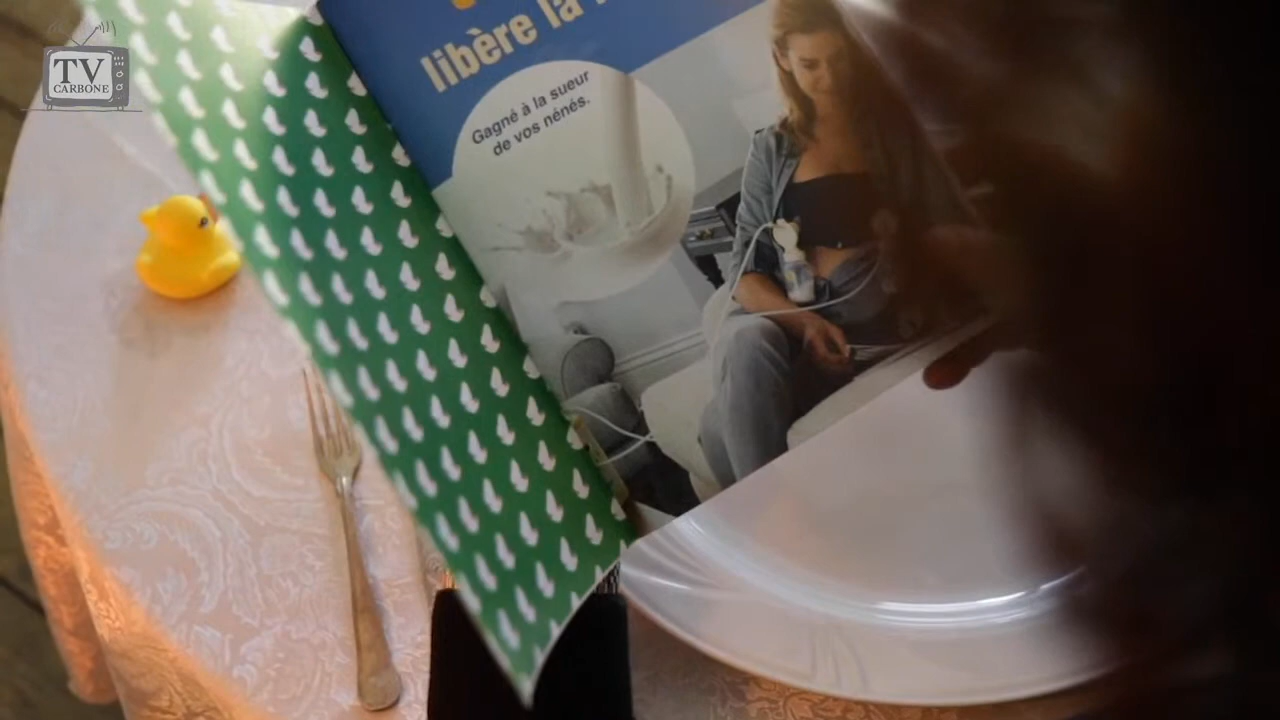 TV
CARBONE
libère la
Gagné à la sueur
de vos nénés.